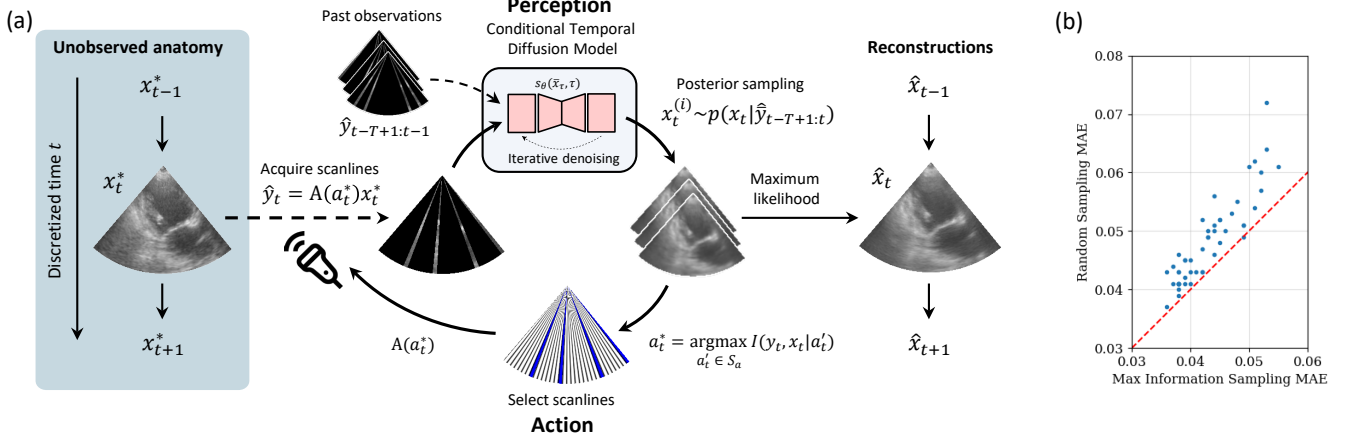 (a)
Unobserved anatomy
Discretized time t
x*_{t−1}
x*_t
x*_{t+1}
Past observations
ŷ_{t−T+1:t−1}
Acquire scanlines
ŷ_t = A(a*_t)x*_t
Perception
Conditional Temporal
Diffusion Model
s_θ(x̄_τ, τ)
Iterative denoising
Posterior sampling
x_t^{(i)}~p(x_t|ŷ_{t−T+1:t})
Maximum
likelihood
A(a*_t)
a*_t = argmax I(y_t, x_t|a′_t)
a′_t ∈ S_a
Select scanlines
Action
Reconstructions
x̂_{t−1}
x̂_t
x̂_{t+1}
(b)
Random Sampling MAE
0.08
0.07
0.06
0.05
0.04
0.03
0.03 0.04 0.05 0.06
Max Information Sampling MAE